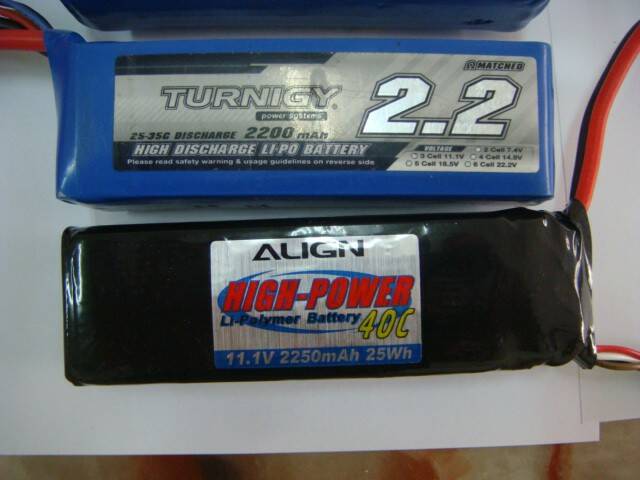 MATCHED
TURNIGY
power systems
2.2
25-35C DISCHARGE 2200 mAh
HIGH DISCHARGE LI-PO BATTERY
Please read safety warning & usage guidelines on reverse side
VOLTAGE 2 Cell 7.4V
3 Cell 11.1V 4 Cell 14.8V
5 Cell 18.5V 6 Cell 22.2V
ALIGN
HIGH-POWER
Li-Polymer Battery 40C
11.1V 2250mAh 25Wh